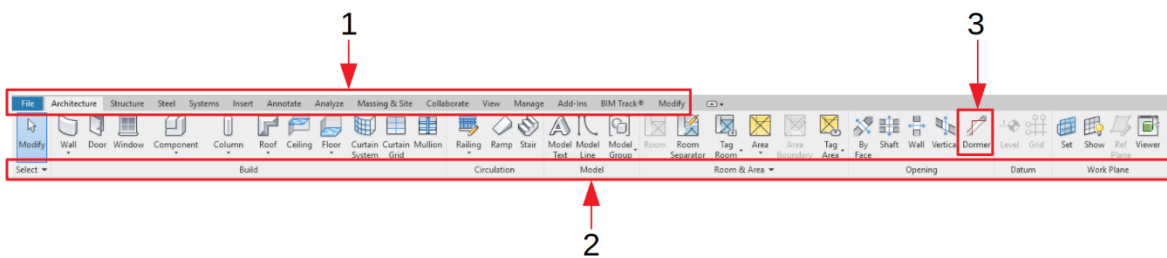 1
3
File Architecture Structure Steel Systems Insert Annotate Analyze Massing & Site Collaborate View Manage Add-Ins BIM Track® Modify
Modify Wall Door Window Component Column Roof Ceiling Floor Curtain System Curtain Grid Mullion Railing Ramp Stair Model Text Model Line Model Group Room Room Separator Tag Room Area Area Boundary Tag Area By Face Shaft Wall Vertical Dormer Level Grid Set Show Ref Plane Viewer
Select Build Circulation Model Room & Area Opening Datum Work Plane
2